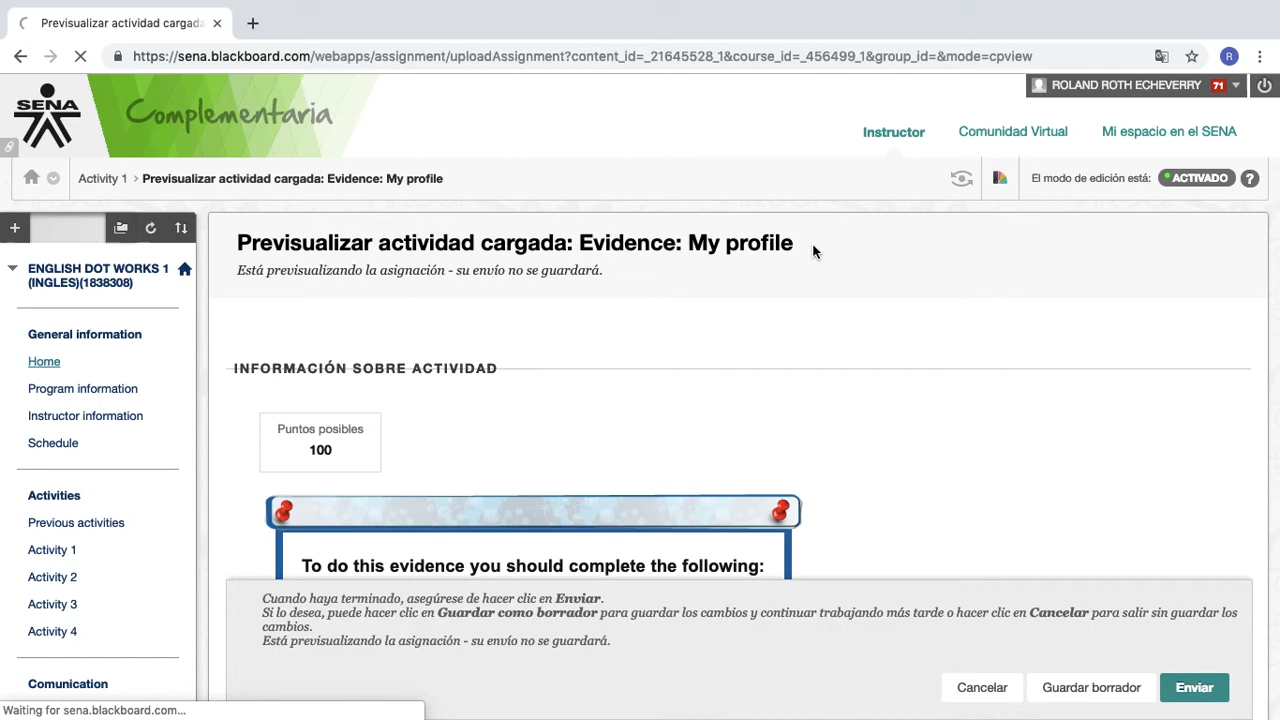 Previsualizar actividad cargada
https://sena.blackboard.com/webapps/assignment/uploadAssignment?content_id=_21645528_1&course_id=_456499_1&group_id=&mode=cpview
R
SENA
Complementaria
ROLAND ROTH ECHEVERRY 71
Instructor
Comunidad Virtual
Mi espacio en el SENA
Activity 1 > Previsualizar actividad cargada: Evidence: My profile
El modo de edición está: ACTIVADO ?
ENGLISH DOT WORKS 1
(INGLES)(1838308)
General information
Home
Program information
Instructor information
Schedule
Activities
Previous activities
Activity 1
Activity 2
Activity 3
Activity 4
Comunication
Previsualizar actividad cargada: Evidence: My profile
Está previsualizando la asignación - su envío no se guardará.
INFORMACIÓN SOBRE ACTIVIDAD
Puntos posibles
100
To do this evidence you should complete the following:
Cuando haya terminado, asegúrese de hacer clic en Enviar.
Si lo desea, puede hacer clic en Guardar como borrador para guardar los cambios y continuar trabajando más tarde o hacer clic en Cancelar para salir sin guardar los
cambios.
Está previsualizando la asignación - su envío no se guardará.
Cancelar
Guardar borrador
Enviar
Waiting for sena.blackboard.com...